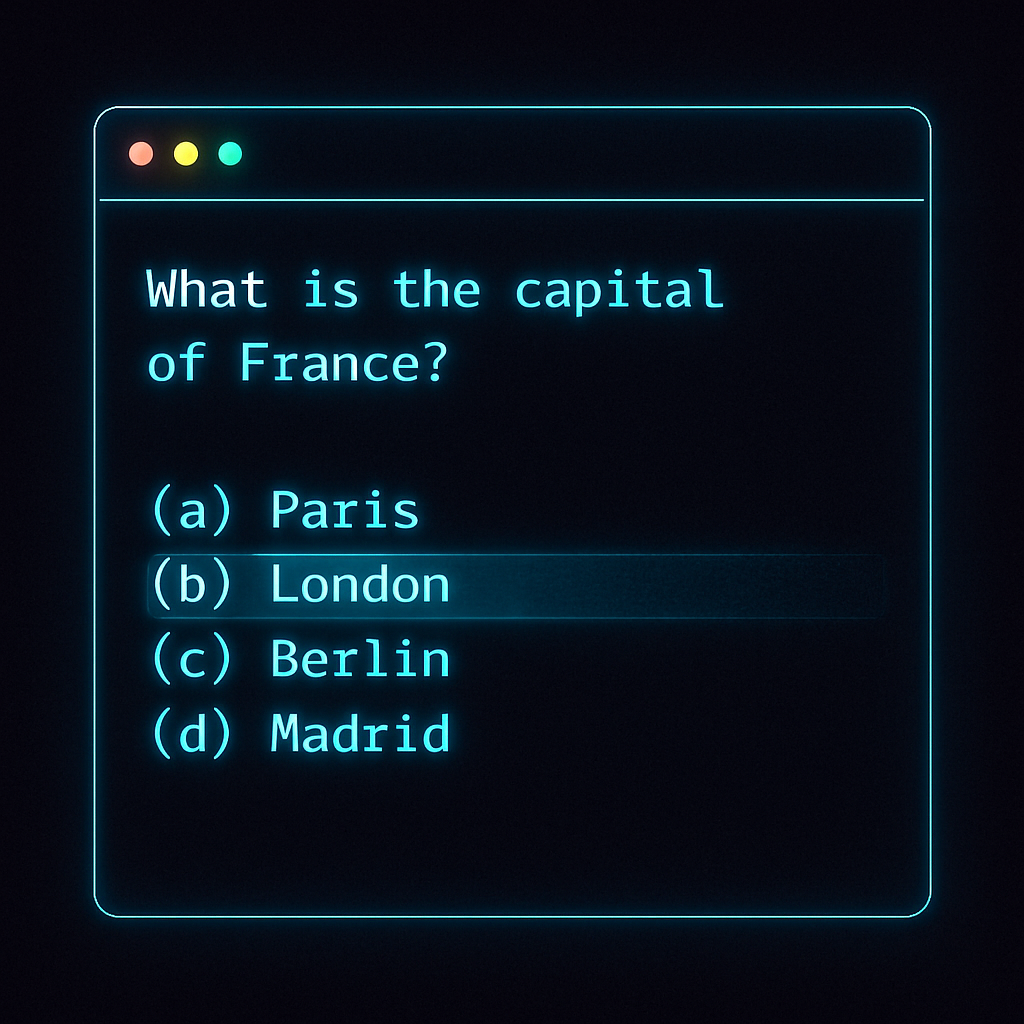 What is the capital
of France?
(a) Paris
(b) London
(c) Berlin
(d) Madrid